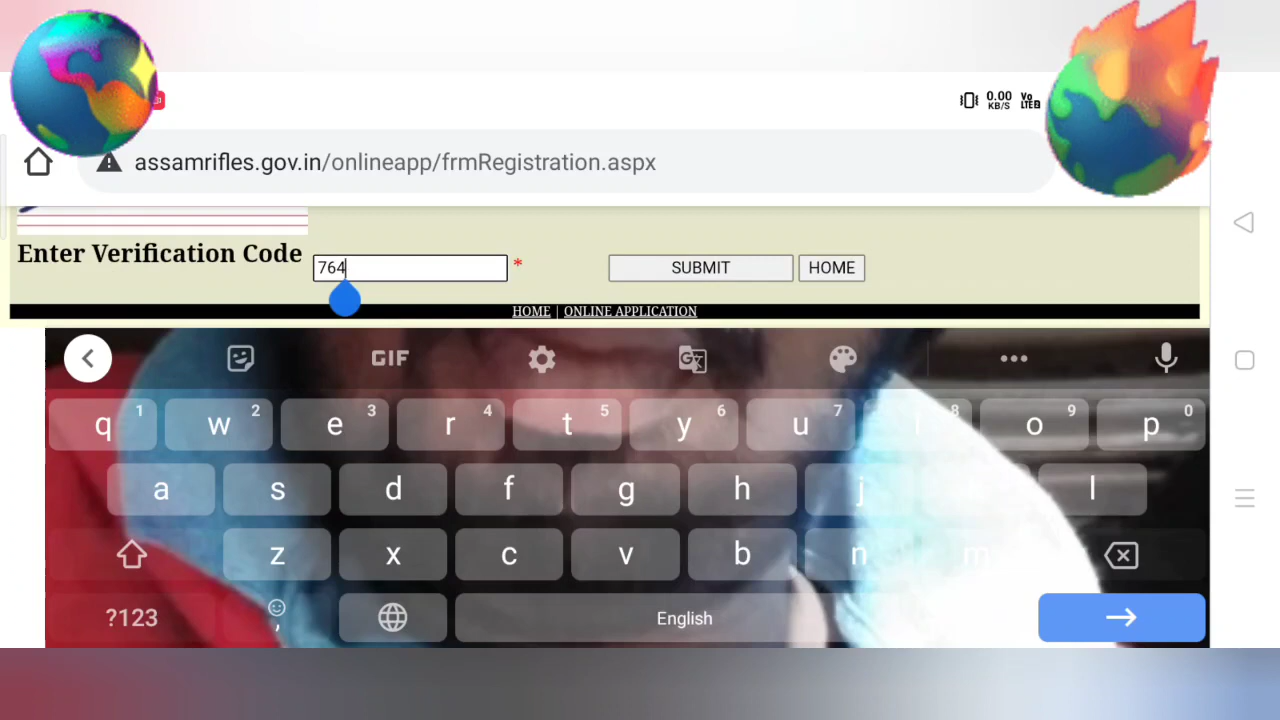 0.00
KB/S
Vo
LTE
assamrifles.gov.in/onlineapp/frmRegistration.aspx
Enter Verification Code 764 * SUBMIT HOME
HOME | ONLINE APPLICATION
GIF
q 1 w 2 e 3 r 4 t 5 y 6 u 7 i 8 o 9 p 0
a s d f g h j l
z x c v b n m
?123 , English